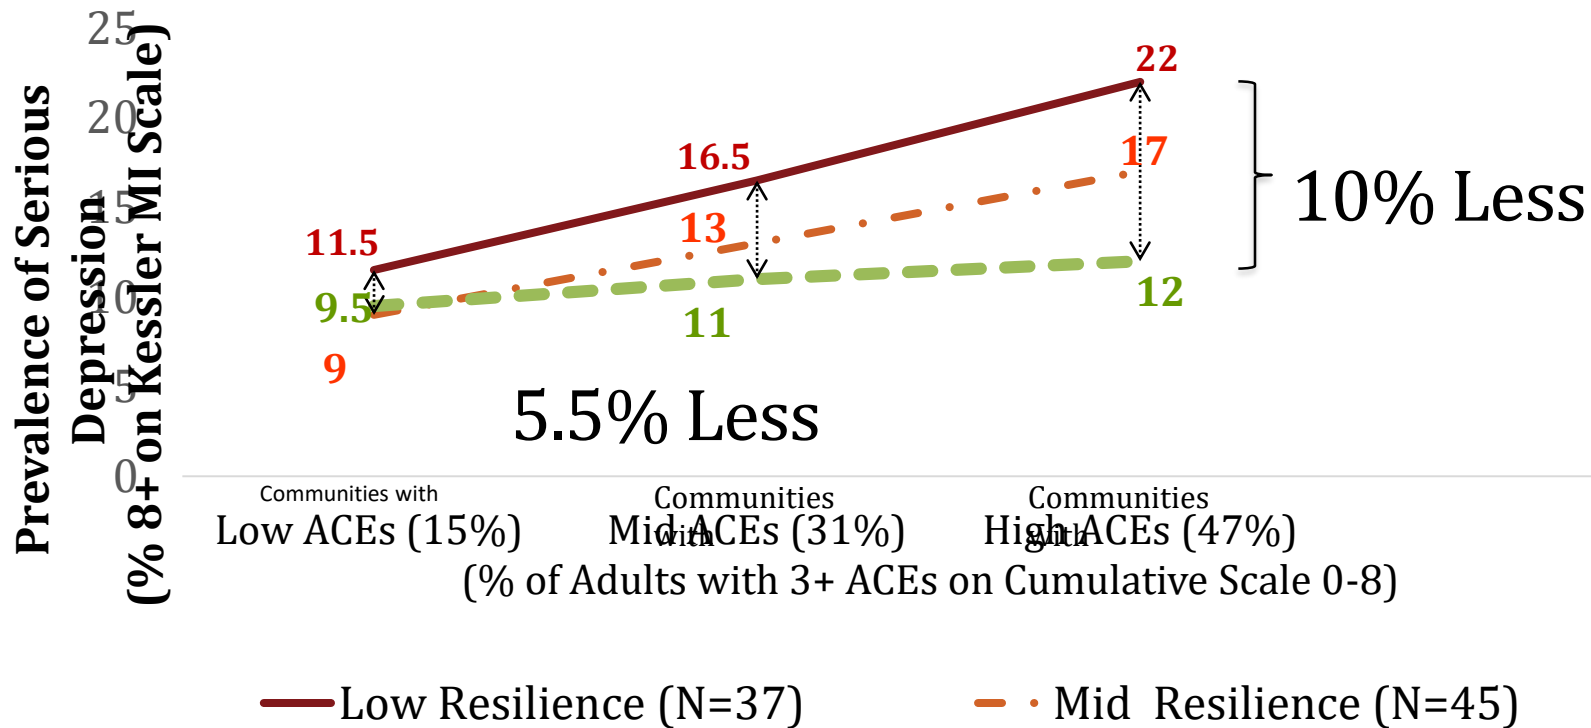 Prevalence of Serious
Depression
(% 8+ on Kessler MI Scale)
25
20
15
10
5
0
22
16.5
17
11.5
13
10% Less
9.5
11
12
9
5.5% Less
Communities with
Low ACEs (15%)
Communities
with
Mid ACEs (31%)
Communities
with
High ACEs (47%)
(% of Adults with 3+ ACEs on Cumulative Scale 0-8)
Low Resilience (N=37)
Mid Resilience (N=45)